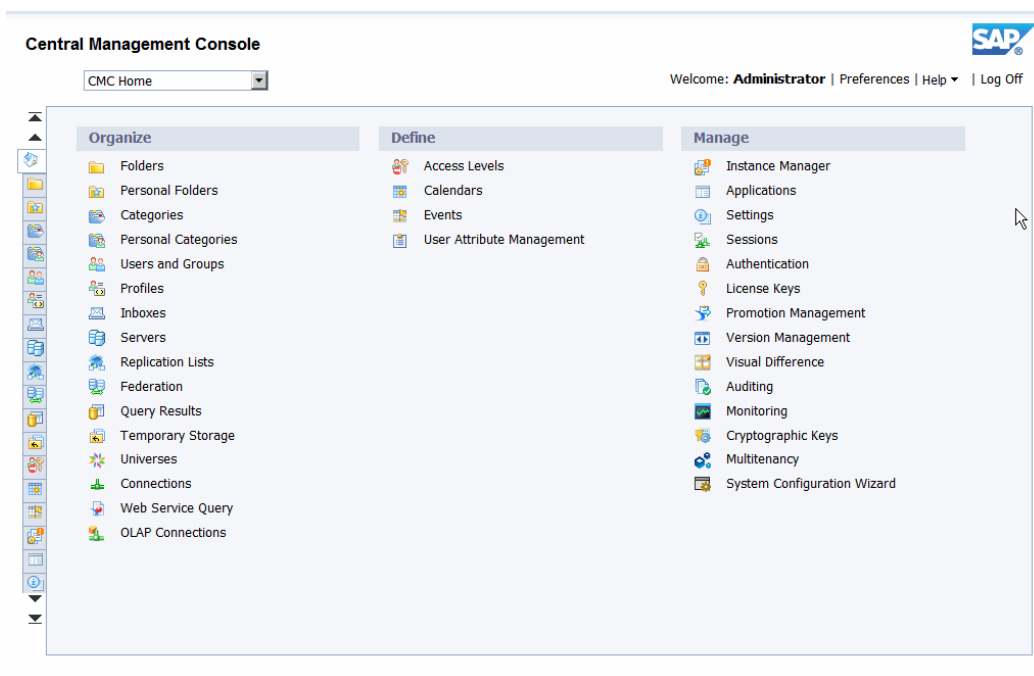 Central Management Console
SAP®
CMC Home
Welcome: Administrator | Preferences | Help | Log Off
Organize
Folders
Personal Folders
Categories
Personal Categories
Users and Groups
Profiles
Inboxes
Servers
Replication Lists
Federation
Query Results
Temporary Storage
Universes
Connections
Web Service Query
OLAP Connections
Define
Access Levels
Calendars
Events
User Attribute Management
Manage
Instance Manager
Applications
Settings
Sessions
Authentication
License Keys
Promotion Management
Version Management
Visual Difference
Auditing
Monitoring
Cryptographic Keys
Multitenancy
System Configuration Wizard